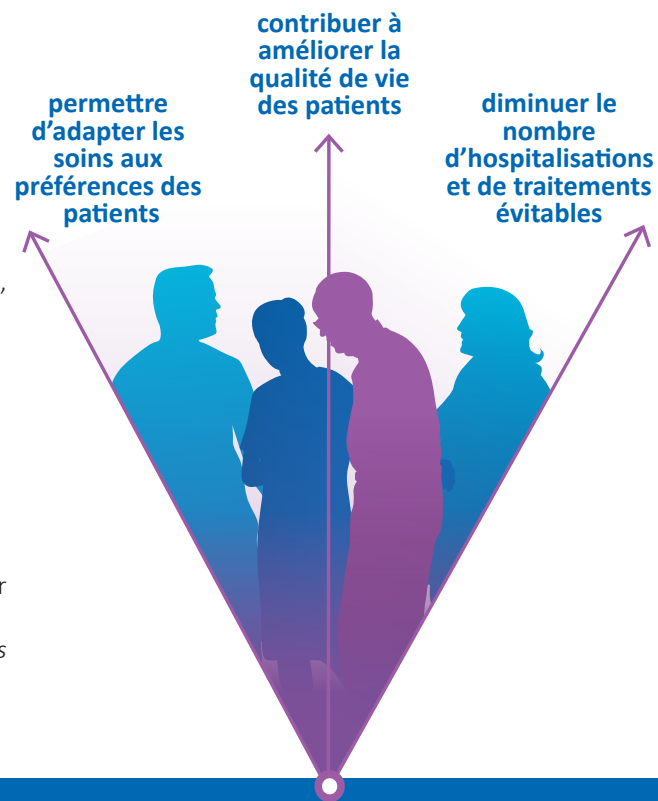 contribuer à
améliorer la
qualité de vie
des patients
permettre
d'adapter les
soins aux
préférences des
patients
diminuer le
nombre
d'hospitalisations
et de traitements
évitables
,
r
s